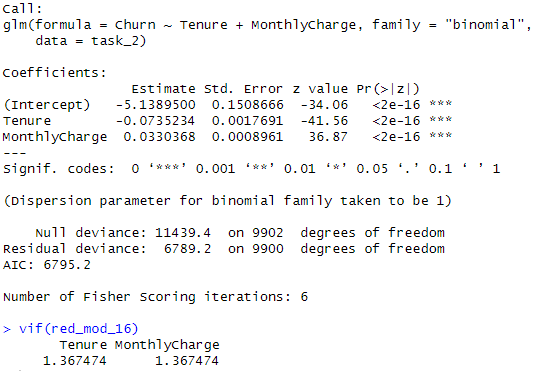 Call:
glm(formula = Churn ~ Tenure + MonthlyCharge, family = "binomial",
    data = task_2)

Coefficients:
                Estimate Std. Error z value Pr(>|z|)
(Intercept)   -5.1389500  0.1508666  -34.06   <2e-16 ***
Tenure        -0.0735234  0.0017691  -41.56   <2e-16 ***
MonthlyCharge  0.0330368  0.0008961   36.87   <2e-16 ***
---
Signif. codes:  0 ‘***’ 0.001 ‘**’ 0.01 ‘*’ 0.05 ‘.’ 0.1 ‘ ’ 1

(Dispersion parameter for binomial family taken to be 1)

    Null deviance: 11439.4  on 9902  degrees of freedom
Residual deviance:  6789.2  on 9900  degrees of freedom
AIC: 6795.2

Number of Fisher Scoring iterations: 6

> vif(red_mod_16)
       Tenure MonthlyCharge
     1.367474      1.367474